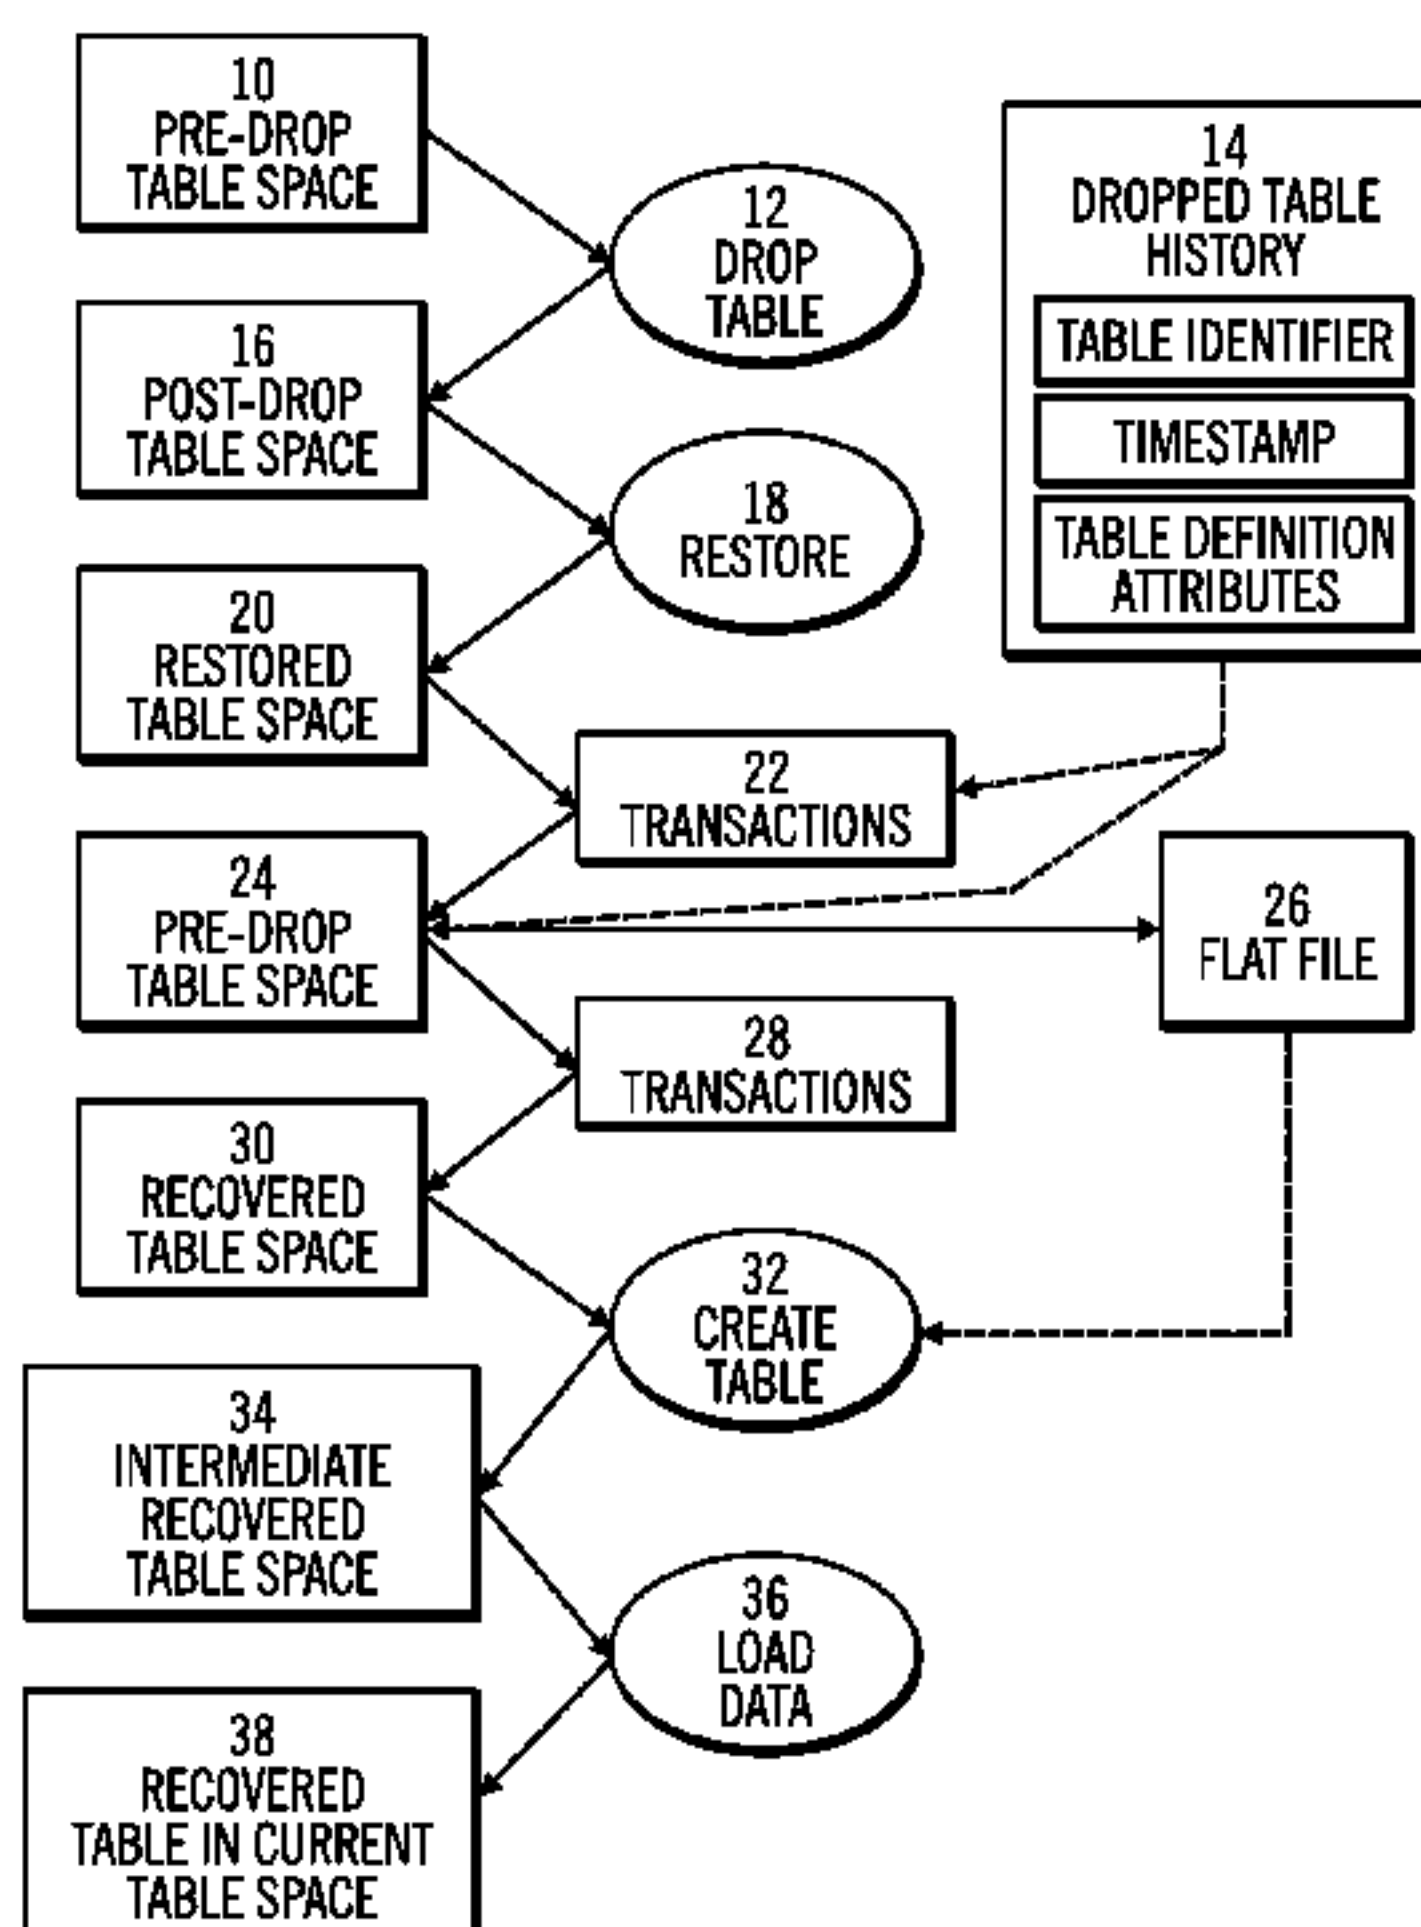 10
PRE-DROP
TABLE SPACE
12
DROP
TABLE
14
DROPPED TABLE
HISTORY
TABLE IDENTIFIER
TIMESTAMP
TABLE DEFINITION
ATTRIBUTES
16
POST-DROP
TABLE SPACE
18
RESTORE
20
RESTORED
TABLE SPACE
22
TRANSACTIONS
24
PRE-DROP
TABLE SPACE
26
FLAT FILE
28
TRANSACTIONS
30
RECOVERED
TABLE SPACE
32
CREATE
TABLE
34
INTERMEDIATE
RECOVERED
TABLE SPACE
36
LOAD
DATA
38
RECOVERED
TABLE IN CURRENT
TABLE SPACE